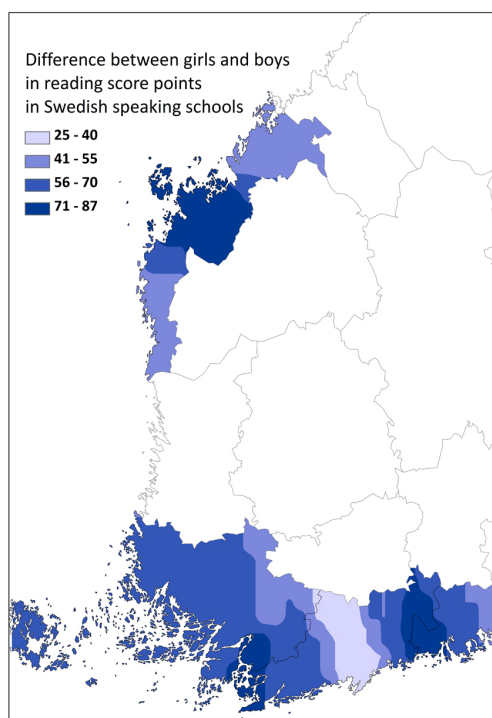 Difference between girls and boys
in reading score points
in Swedish speaking schools
25 - 40
41 - 55
56 - 70
71 - 87